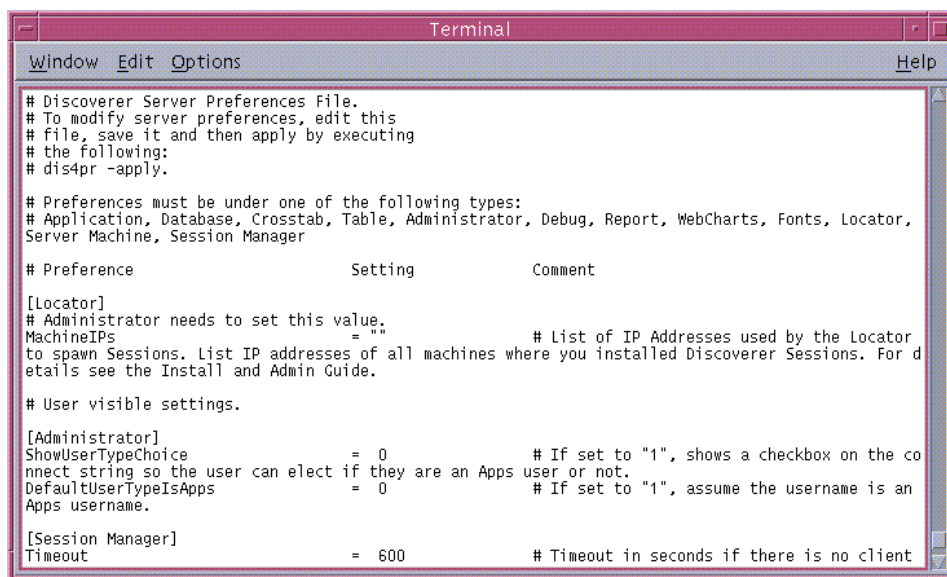 Terminal
Window Edit Options Help
# Discoverer Server Preferences File.
# To modify server preferences, edit this
# file, save it and then apply by executing
# the following:
# dis4pr -apply.
# Preferences must be under one of the following types:
# Application, Database, Crosstab, Table, Administrator, Debug, Report, WebCharts, Fonts, Locator,
Server Machine, Session Manager
# Preference Setting Comment
[Locator]
# Administrator needs to set this value.
MachineIPs = "" # List of IP Addresses used by the Locator
to spawn Sessions. List IP addresses of all machines where you installed Discoverer Sessions. For d
etails see the Install and Admin Guide.
# User visible settings.
[Administrator]
ShowUserTypeChoice = 0 # If set to "1", shows a checkbox on the co
nnect string so the user can elect if they are an Apps user or not.
DefaultUserTypeIsApps = 0 # If set to "1", assume the username is an
Apps username.
[Session Manager]
Timeout = 600 # Timeout in seconds if there is no client